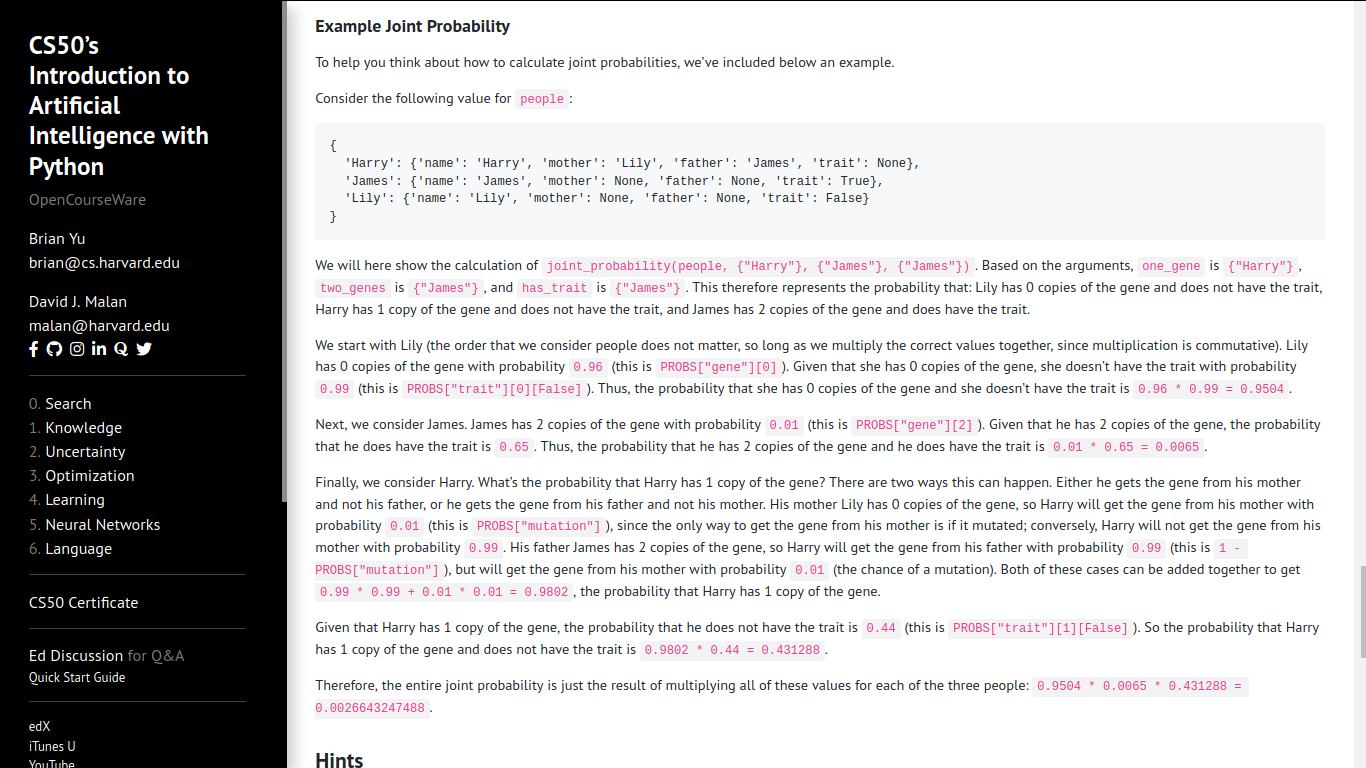 CS50’s
Introduction to
Artificial
Intelligence with
Python
OpenCourseWare
Brian Yu
brian@cs.harvard.edu
David J. Malan
malan@harvard.edu
0. Search
1. Knowledge
2. Uncertainty
3. Optimization
4. Learning
5. Neural Networks
6. Language
CS50 Certificate
Ed Discussion for Q&A
Quick Start Guide
edX
iTunes U
YouTube
Example Joint Probability
To help you think about how to calculate joint probabilities, we’ve included below an example.
Consider the following value for people :
{
  'Harry': {'name': 'Harry', 'mother': 'Lily', 'father': 'James', 'trait': None},
  'James': {'name': 'James', 'mother': None, 'father': None, 'trait': True},
  'Lily': {'name': 'Lily', 'mother': None, 'father': None, 'trait': False}
}
We will here show the calculation of joint_probability(people, {"Harry"}, {"James"}, {"James"}) . Based on the arguments, one_gene is {"Harry"} ,
two_genes is {"James"} , and has_trait is {"James"} . This therefore represents the probability that: Lily has 0 copies of the gene and does not have the trait,
Harry has 1 copy of the gene and does not have the trait, and James has 2 copies of the gene and does have the trait.
We start with Lily (the order that we consider people does not matter, so long as we multiply the correct values together, since multiplication is commutative). Lily
has 0 copies of the gene with probability 0.96 (this is PROBS["gene"][0] ). Given that she has 0 copies of the gene, she doesn’t have the trait with probability
0.99 (this is PROBS["trait"][0][False] ). Thus, the probability that she has 0 copies of the gene and she doesn’t have the trait is 0.96 * 0.99 = 0.9504 .
Next, we consider James. James has 2 copies of the gene with probability 0.01 (this is PROBS["gene"][2] ). Given that he has 2 copies of the gene, the probability
that he does have the trait is 0.65 . Thus, the probability that he has 2 copies of the gene and he does have the trait is 0.01 * 0.65 = 0.0065 .
Finally, we consider Harry. What’s the probability that Harry has 1 copy of the gene? There are two ways this can happen. Either he gets the gene from his mother
and not his father, or he gets the gene from his father and not his mother. His mother Lily has 0 copies of the gene, so Harry will get the gene from his mother with
probability 0.01 (this is PROBS["mutation"] ), since the only way to get the gene from his mother is if it mutated; conversely, Harry will not get the gene from his
mother with probability 0.99 . His father James has 2 copies of the gene, so Harry will get the gene from his father with probability 0.99 (this is 1 -
PROBS["mutation"] ), but will get the gene from his mother with probability 0.01 (the chance of a mutation). Both of these cases can be added together to get
0.99 * 0.99 + 0.01 * 0.01 = 0.9802 , the probability that Harry has 1 copy of the gene.
Given that Harry has 1 copy of the gene, the probability that he does not have the trait is 0.44 (this is PROBS["trait"][1][False] ). So the probability that Harry
has 1 copy of the gene and does not have the trait is 0.9802 * 0.44 = 0.431288 .
Therefore, the entire joint probability is just the result of multiplying all of these values for each of the three people: 0.9504 * 0.0065 * 0.431288 =
0.0026643247488 .
Hints